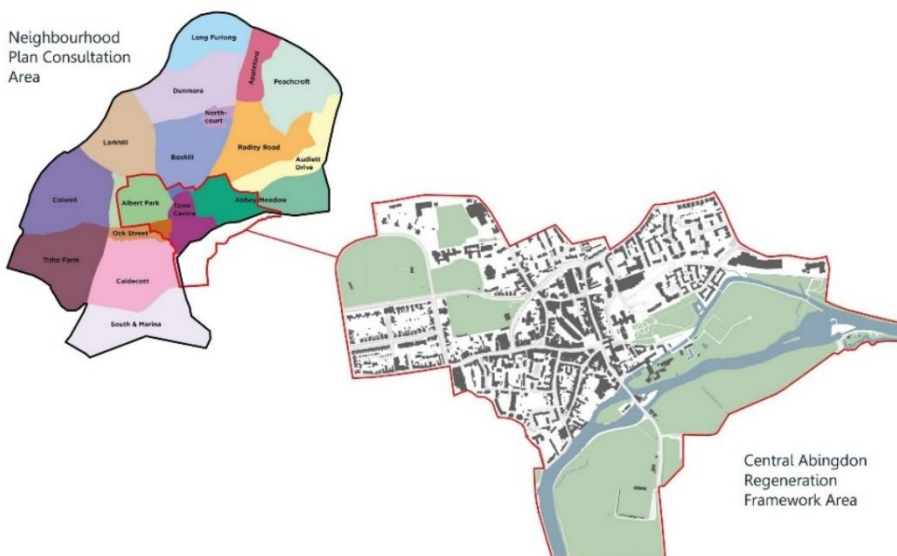 Neighbourhood
Plan Consultation
Area
Long Furlong
Appleford
Peachcroft
Dunmore
North-
court
Larkhill
Boxhill
Radley Road
Audlett
Drive
Colwell
Albert Park
Town
Centre
Abbey Meadow
Ock Street
Tithe Farm
Caldecott
South & Marina
Central Abingdon
Regeneration
Framework Area